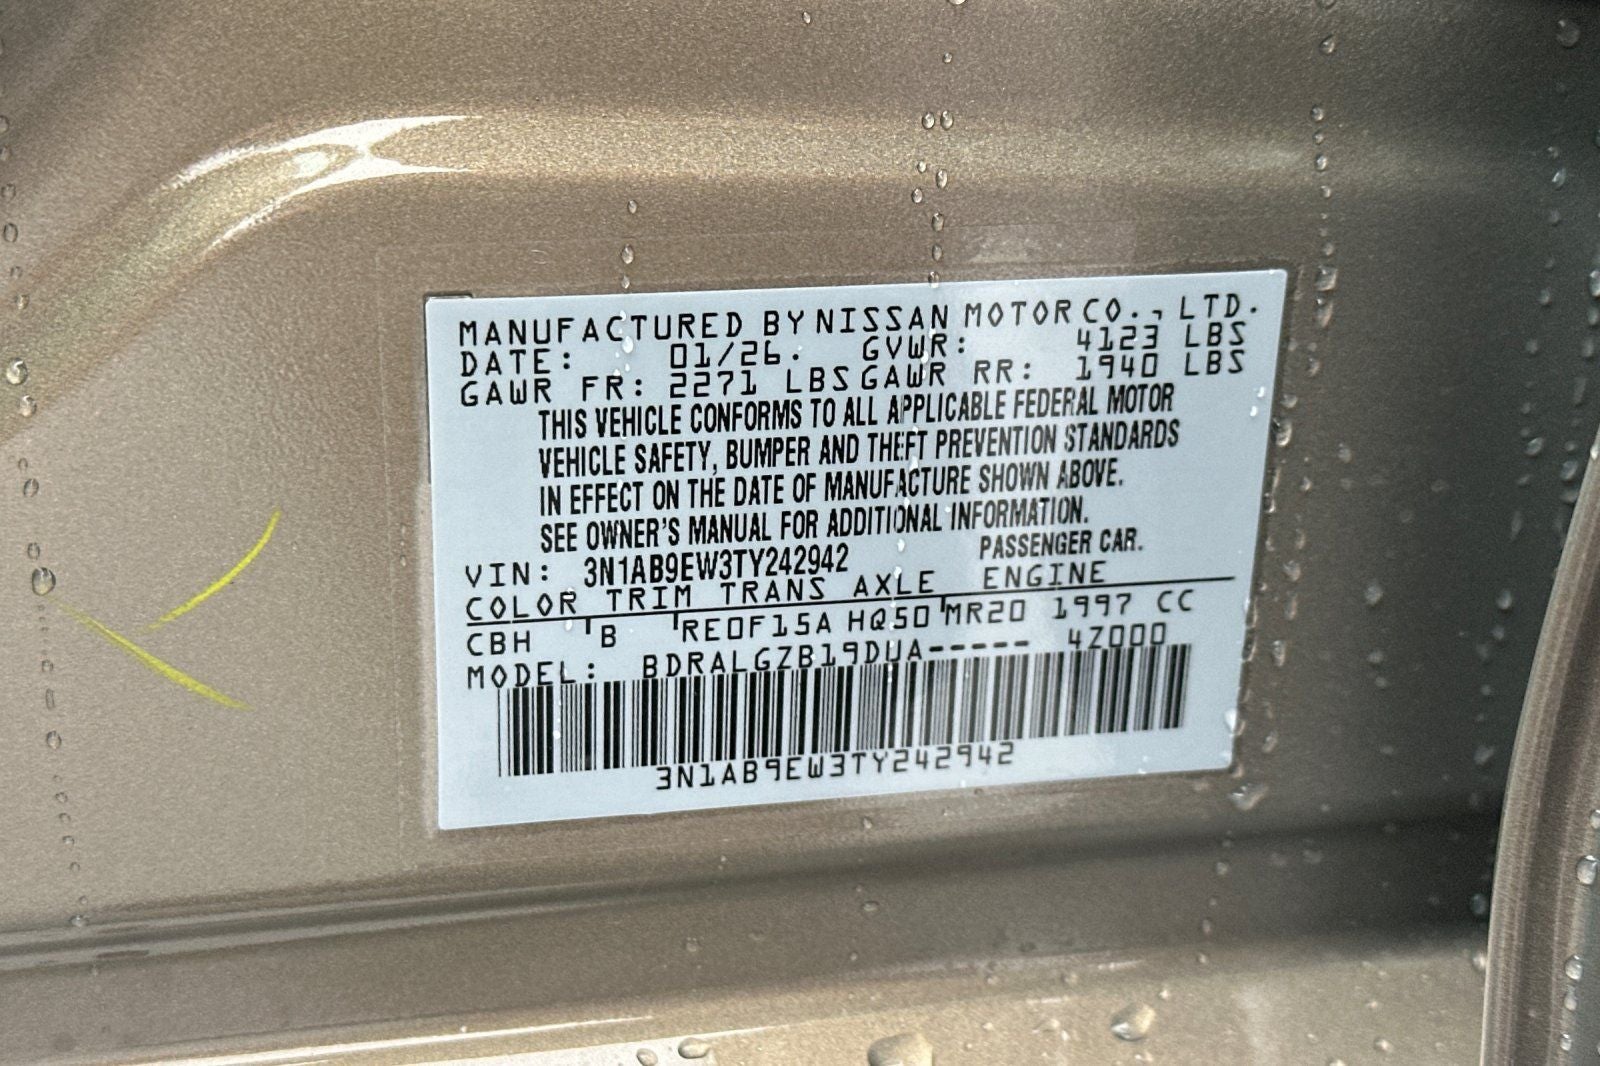 MANUFACTURED BY NISSAN MOTOR CO., LTD.
DATE: 01/26. GVWR: 4123 LBS
GAWR FR: 2271 LBS GAWR RR: 1940 LBS
THIS VEHICLE CONFORMS TO ALL APPLICABLE FEDERAL MOTOR
VEHICLE SAFETY, BUMPER AND THEFT PREVENTION STANDARDS
IN EFFECT ON THE DATE OF MANUFACTURE SHOWN ABOVE.
SEE OWNER'S MANUAL FOR ADDITIONAL INFORMATION.
VIN: 3N1AB9EW3TY242942 PASSENGER CAR.
COLOR TRIM TRANS AXLE ENGINE
CBH B RE0F15A HQ50 MR20 1997 CC
MODEL: BDRALGZB19DUA----- 4Z000
3N1AB9EW3TY242942